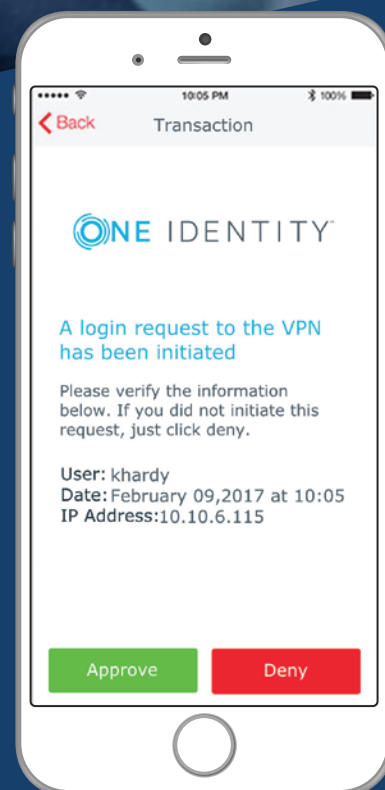 10:05 PM 100%
Back Transaction
ONE IDENTITY™
A login request to the VPN
has been initiated
Please verify the information
below. If you did not initiate this
request, just click deny.
User: khardy
Date: February 09,2017 at 10:05
IP Address:10.10.6.115
Approve Deny